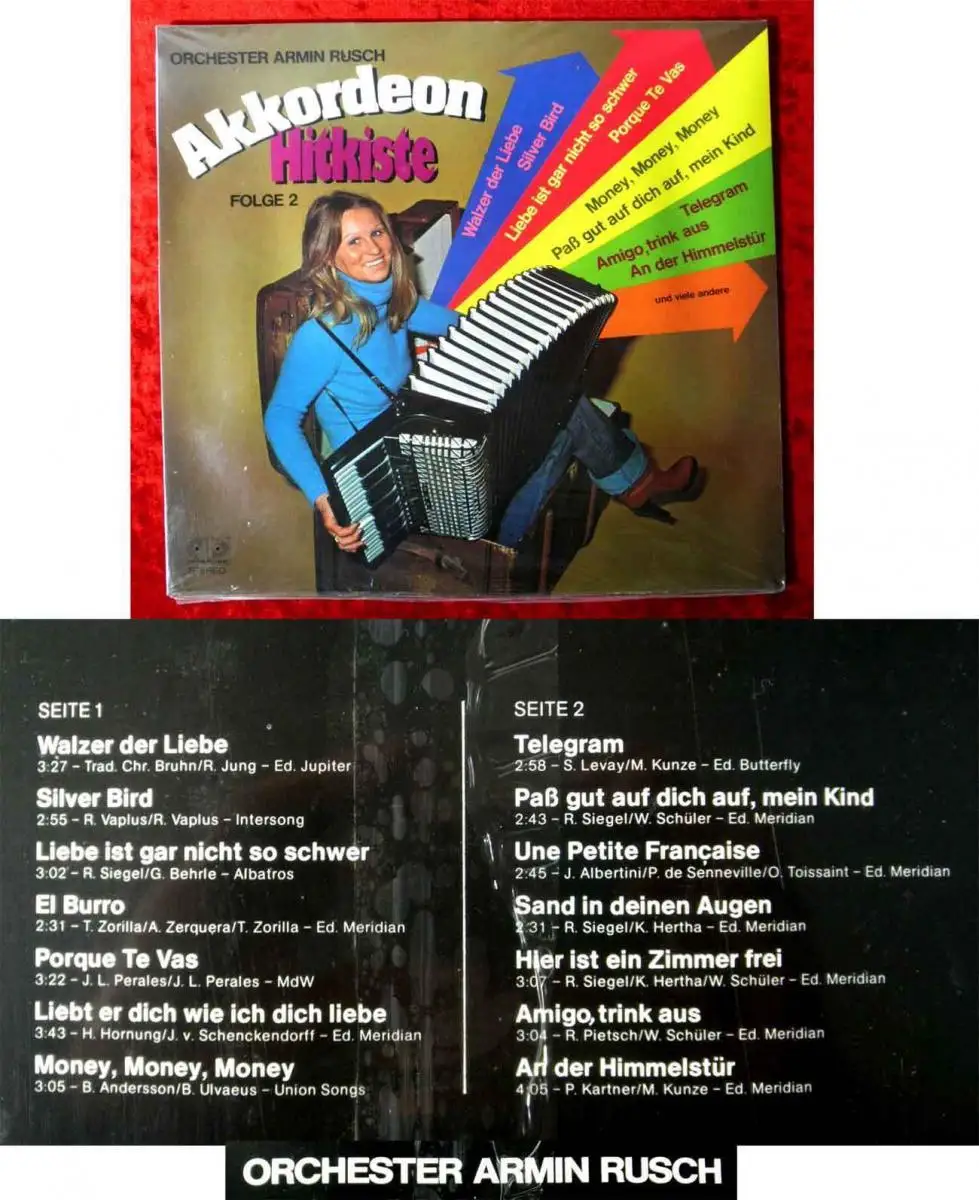 ORCHESTER ARMIN RUSCH
Akkordeon
Hitkiste
FOLGE 2
Walzer der Liebe
Silver Bird
Liebe ist gar nicht so schwer
Porque Te Vas
Money, Money, Money
Paß gut auf dich auf, mein Kind
Telegram
Amigo, trink aus
An der Himmelstür
und viele andere
STEREO
SEITE 1
Walzer der Liebe
3:27 – Trad. Chr. Bruhn/R. Jung – Ed. Jupiter
Silver Bird
2:55 – R. Vaplus/R. Vaplus – Intersong
Liebe ist gar nicht so schwer
3:02 – R. Siegel/G. Behrle – Albatros
El Burro
2:31 – T. Zorilla/A. Zerquera/T. Zorilla – Ed. Meridian
Porque Te Vas
3:22 – J. L. Perales/J. L. Perales – MdW
Liebt er dich wie ich dich liebe
3:43 – H. Hornung/J. v. Schenckendorff – Ed. Meridian
Money, Money, Money
3:05 – B. Andersson/B. Ulvaeus – Union Songs
SEITE 2
Telegram
2:58 – S. Levay/M. Kunze – Ed. Butterfly
Paß gut auf dich auf, mein Kind
2:43 – R. Siegel/W. Schüler – Ed. Meridian
Une Petite Française
2:45 – J. Albertini/P. de Senneville/O. Toissaint – Ed. Meridian
Sand in deinen Augen
2:31 – R. Siegel/K. Hertha – Ed. Meridian
Hier ist ein Zimmer frei
3:07 – R. Siegel/K. Hertha/W. Schüler – Ed. Meridian
Amigo, trink aus
3:04 – R. Pietsch/W. Schüler – Ed. Meridian
An der Himmelstür
4:05 – P. Kartner/M. Kunze – Ed. Meridian
ORCHESTER ARMIN RUSCH